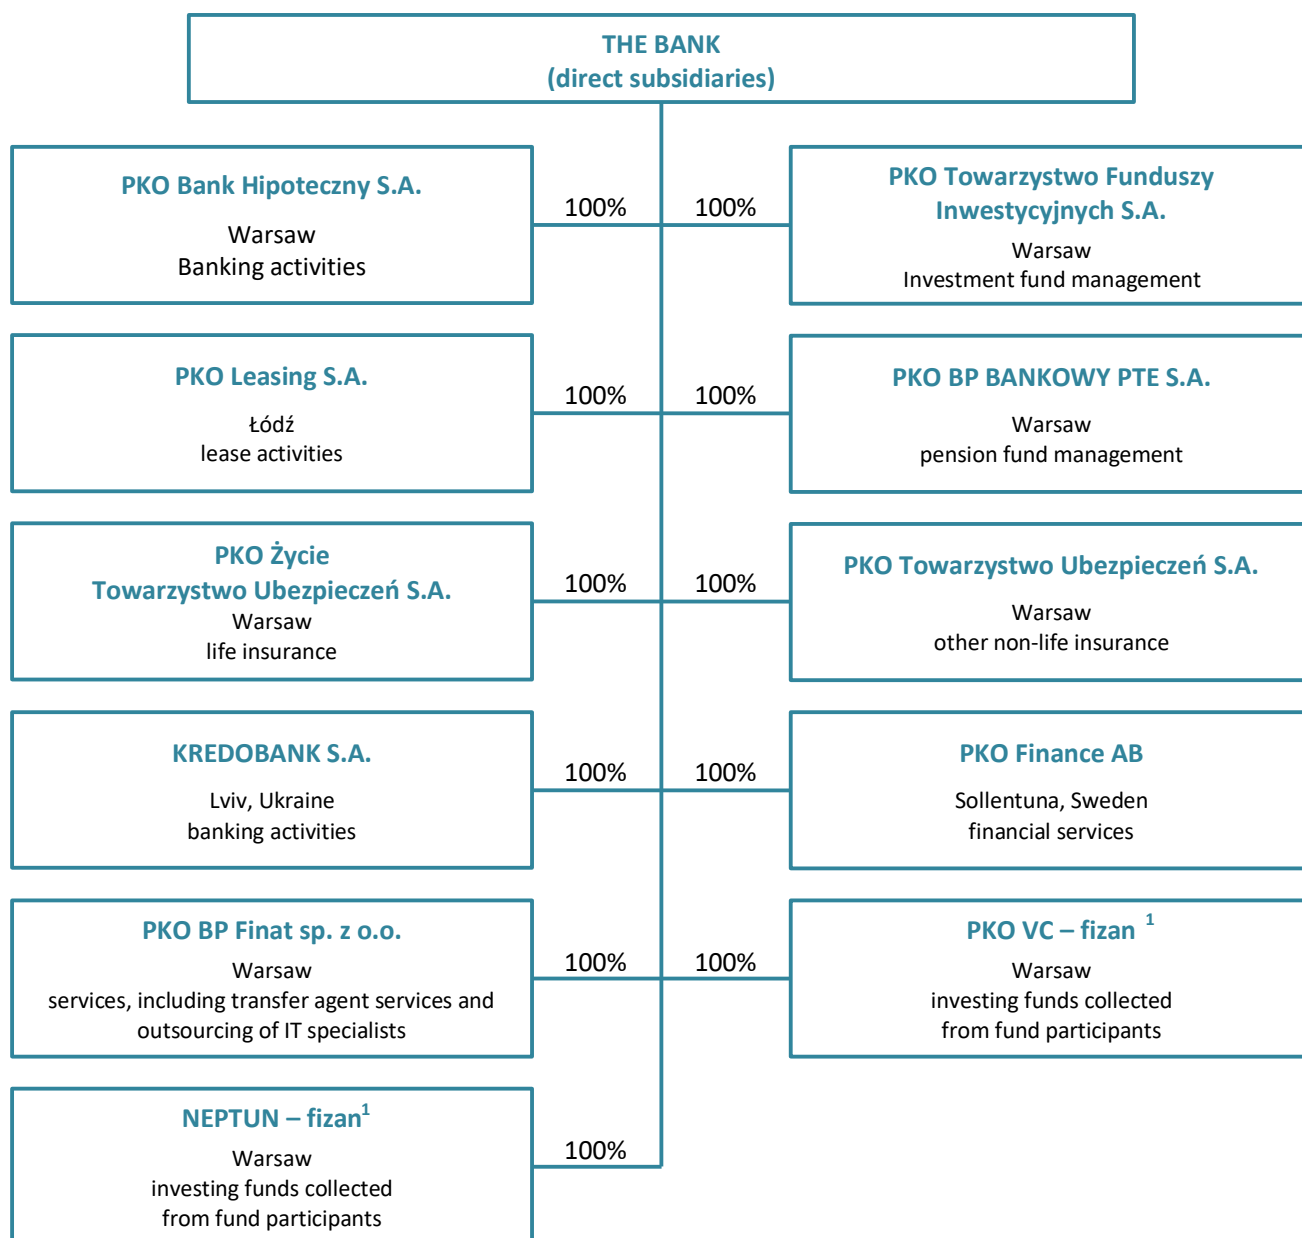 THE BANK
(direct subsidiaries)
PKO Bank Hipoteczny S.A.
Warsaw
Banking activities
100%
100%
PKO Towarzystwo Funduszy
Inwestycyjnych S.A.
Warsaw
Investment fund management
PKO Leasing S.A.
Łódź
lease activities
100%
100%
PKO BP BANKOWY PTE S.A.
Warsaw
pension fund management
PKO Życie
Towarzystwo Ubezpieczeń S.A.
Warsaw
life insurance
100%
100%
PKO Towarzystwo Ubezpieczeń S.A.
Warsaw
other non-life insurance
KREDOBANK S.A.
Lviv, Ukraine
banking activities
100%
100%
PKO Finance AB
Sollentuna, Sweden
financial services
PKO BP Finat sp. z o.o.
Warsaw
services, including transfer agent services and
outsourcing of IT specialists
100%
100%
PKO VC – fizan 1
Warsaw
investing funds collected
from fund participants
NEPTUN – fizan1
Warsaw
investing funds collected
from fund participants
100%